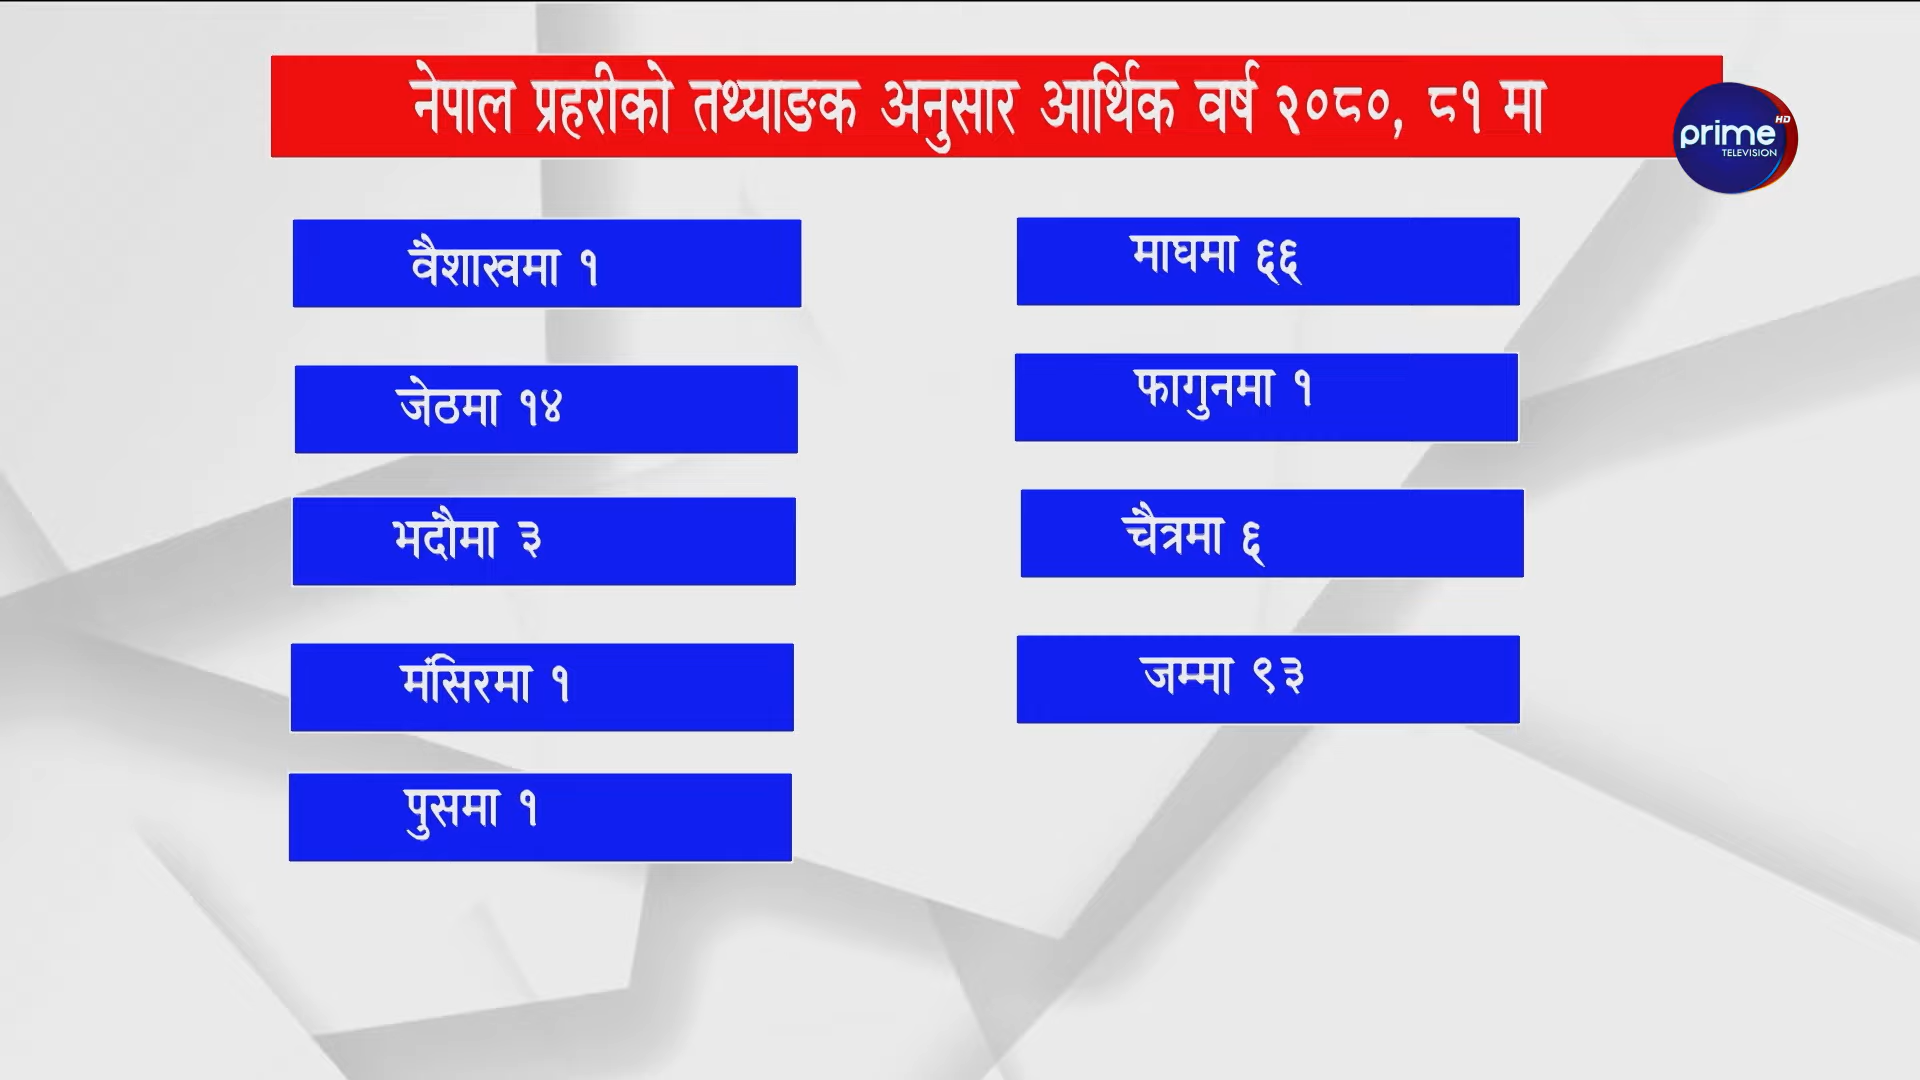 नेपाल प्रहरीको तथ्याङक अनुसार आर्थिक वर्ष २०८०, ८१ मा
prime HD
TELEVISION
वैशाखमा १
जेठमा १४
भदौमा ३
मंसिरमा १
पुसमा १
माघमा ६६
फागुनमा १
चैत्रमा ६
जम्मा ९३